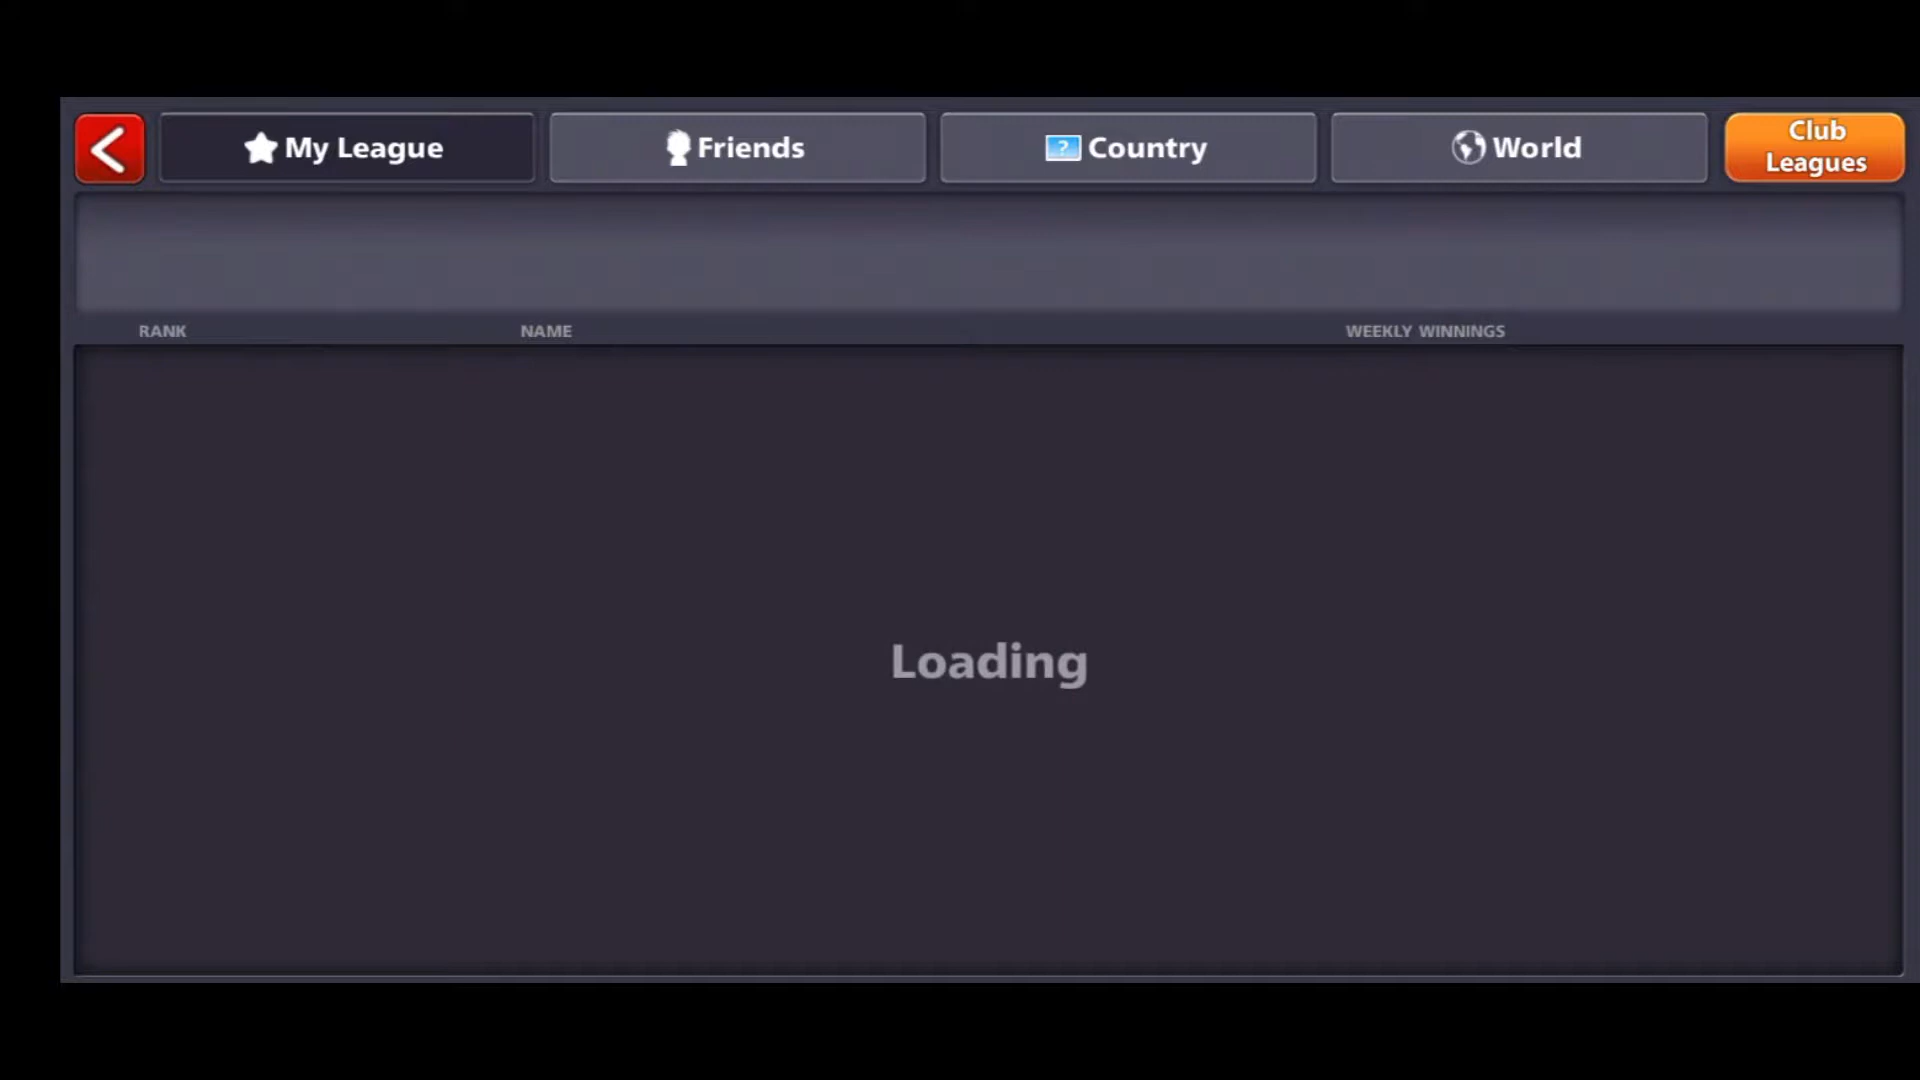 My League
Friends
? Country
World
Club
Leagues
RANK
NAME
WEEKLY WINNINGS
Loading